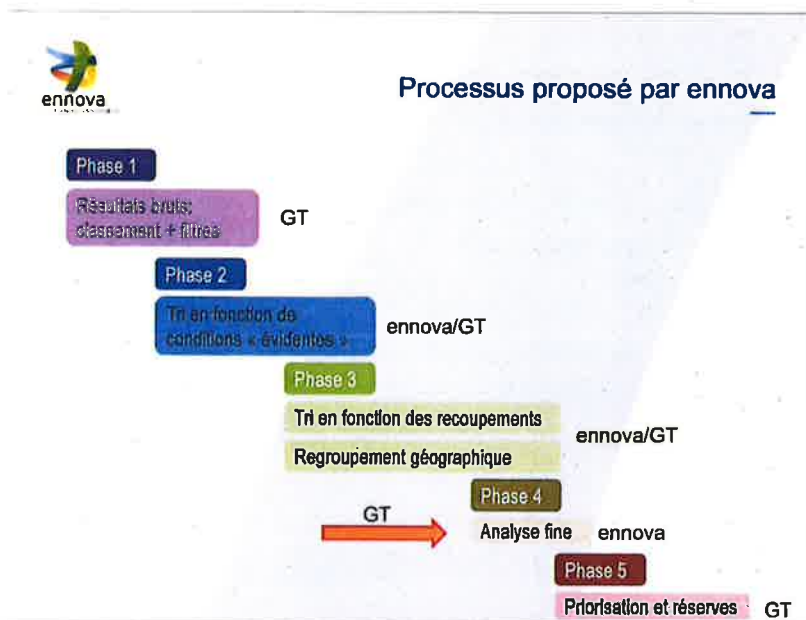 ennova
Processus proposé par ennova
Phase 1
Résultats bruts:
classement + filtres
GT
Phase 2
Tri en fonction de
conditions « évidentes »
ennova/GT
Phase 3
Tri en fonction des recoupements
Regroupement géographique
ennova/GT
Phase 4
GT
Analyse fine
ennova
Phase 5
Priorisation et réserves
GT